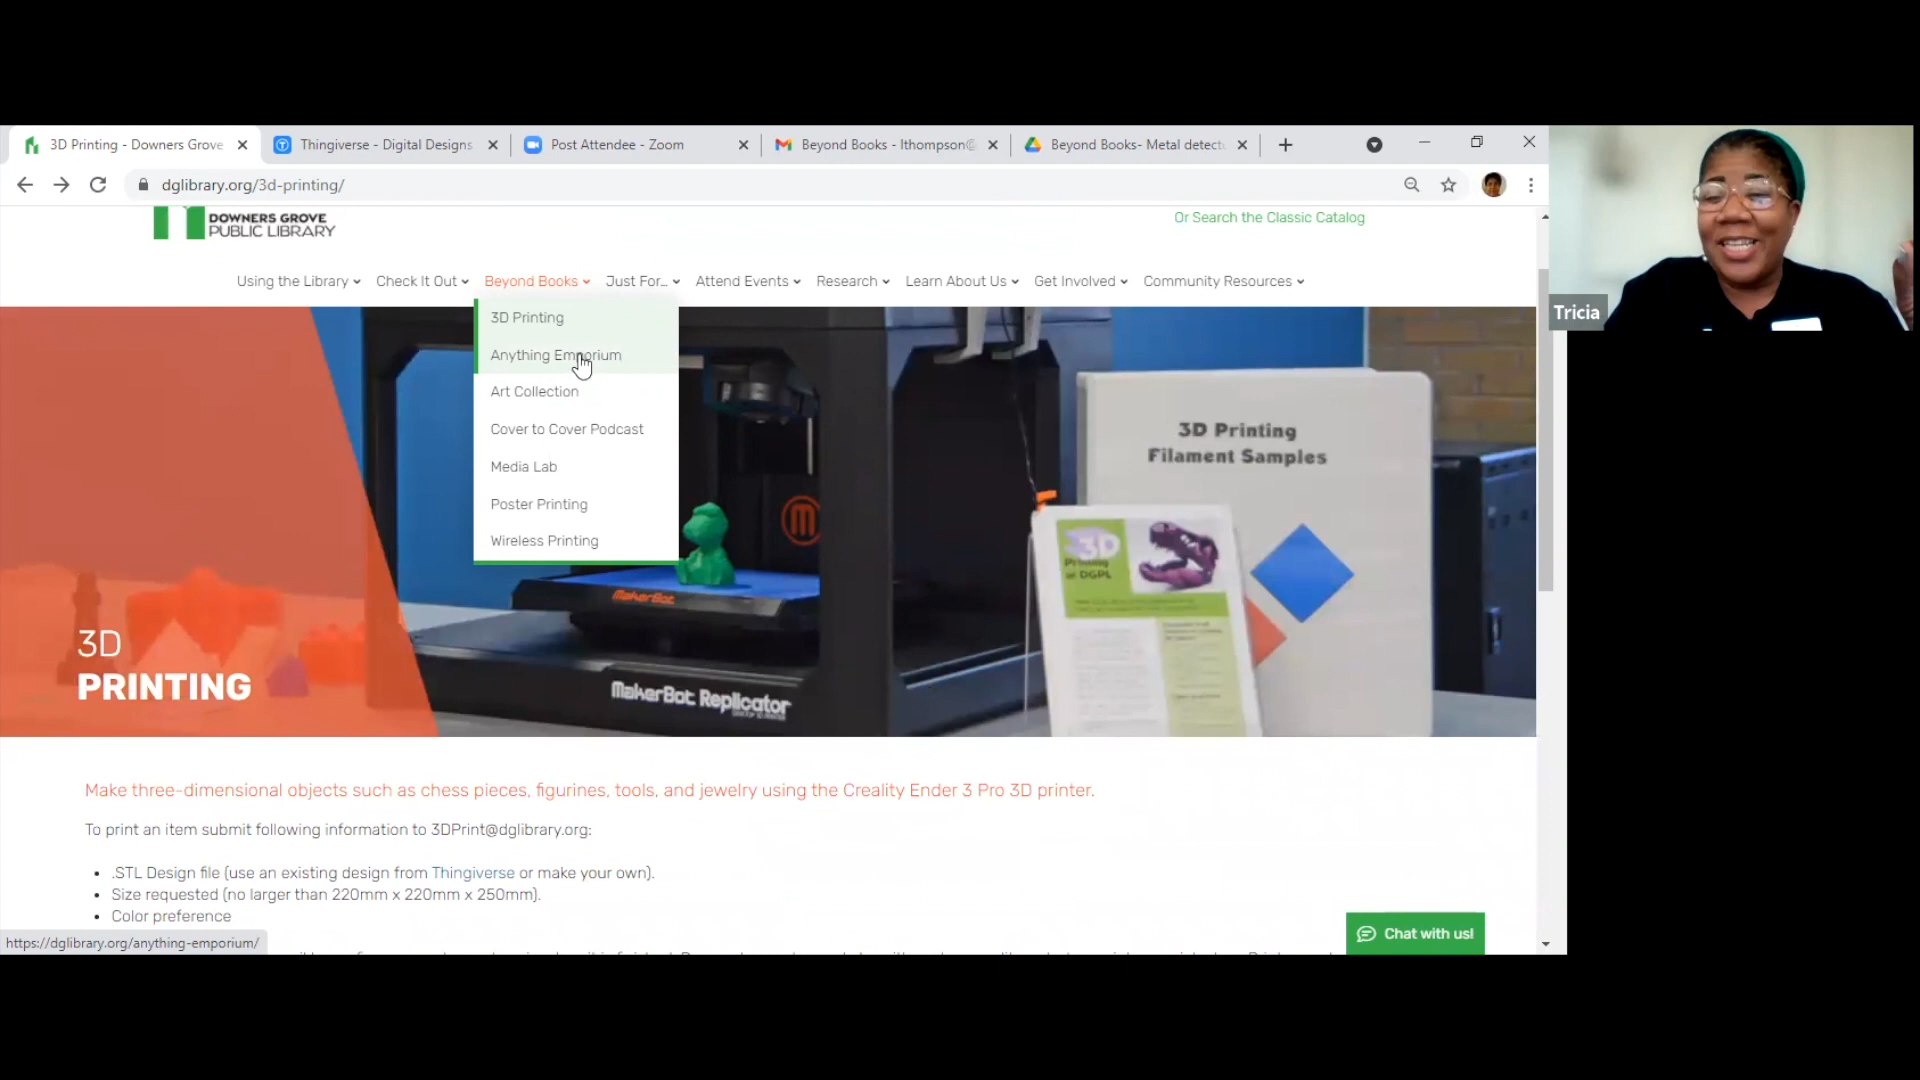 3D Printing - Downers Grove
Thingiverse - Digital Designs
Post Attendee - Zoom
Beyond Books - lthompson@
Beyond Books- Metal detect
dglibrary.org/3d-printing/
DOWNERS GROVE
PUBLIC LIBRARY
Or Search the Classic Catalog
Using the Library
Check It Out
Beyond Books
Just For...
Attend Events
Research
Learn About Us
Get Involved
Community Resources
3D Printing
Anything Emporium
Art Collection
Cover to Cover Podcast
Media Lab
Poster Printing
Wireless Printing
3D Printing
Filament Samples
3D
Printing
at DGPL
MakerBot
MakerBot Replicator
3D
PRINTING
Make three-dimensional objects such as chess pieces, figurines, tools, and jewelry using the Creality Ender 3 Pro 3D printer.
To print an item submit following information to 3DPrint@dglibrary.org:
.STL Design file (use an existing design from Thingiverse or make your own).
Size requested (no larger than 220mm x 220mm x 250mm).
Color preference
https://dglibrary.org/anything-emporium/
Chat with us!
Tricia